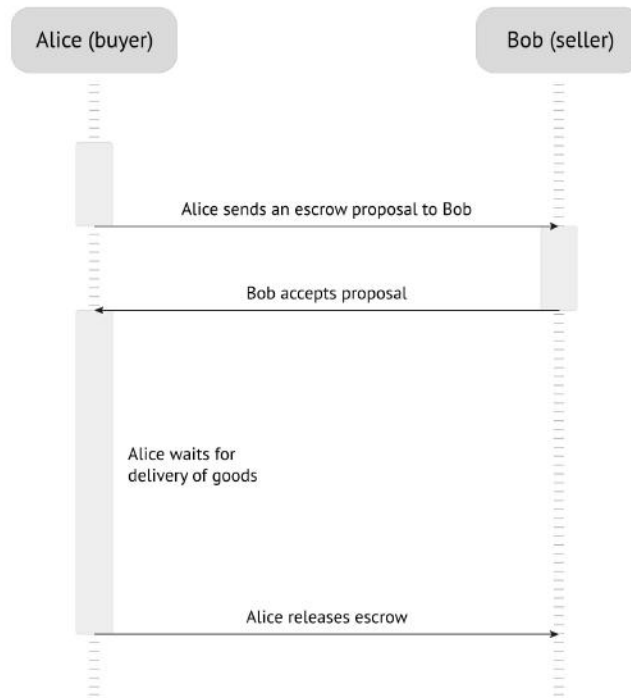 Alice (buyer)
Bob (seller)
Alice sends an escrow proposal to Bob
Bob accepts proposal
Alice waits for
delivery of goods
Alice releases escrow